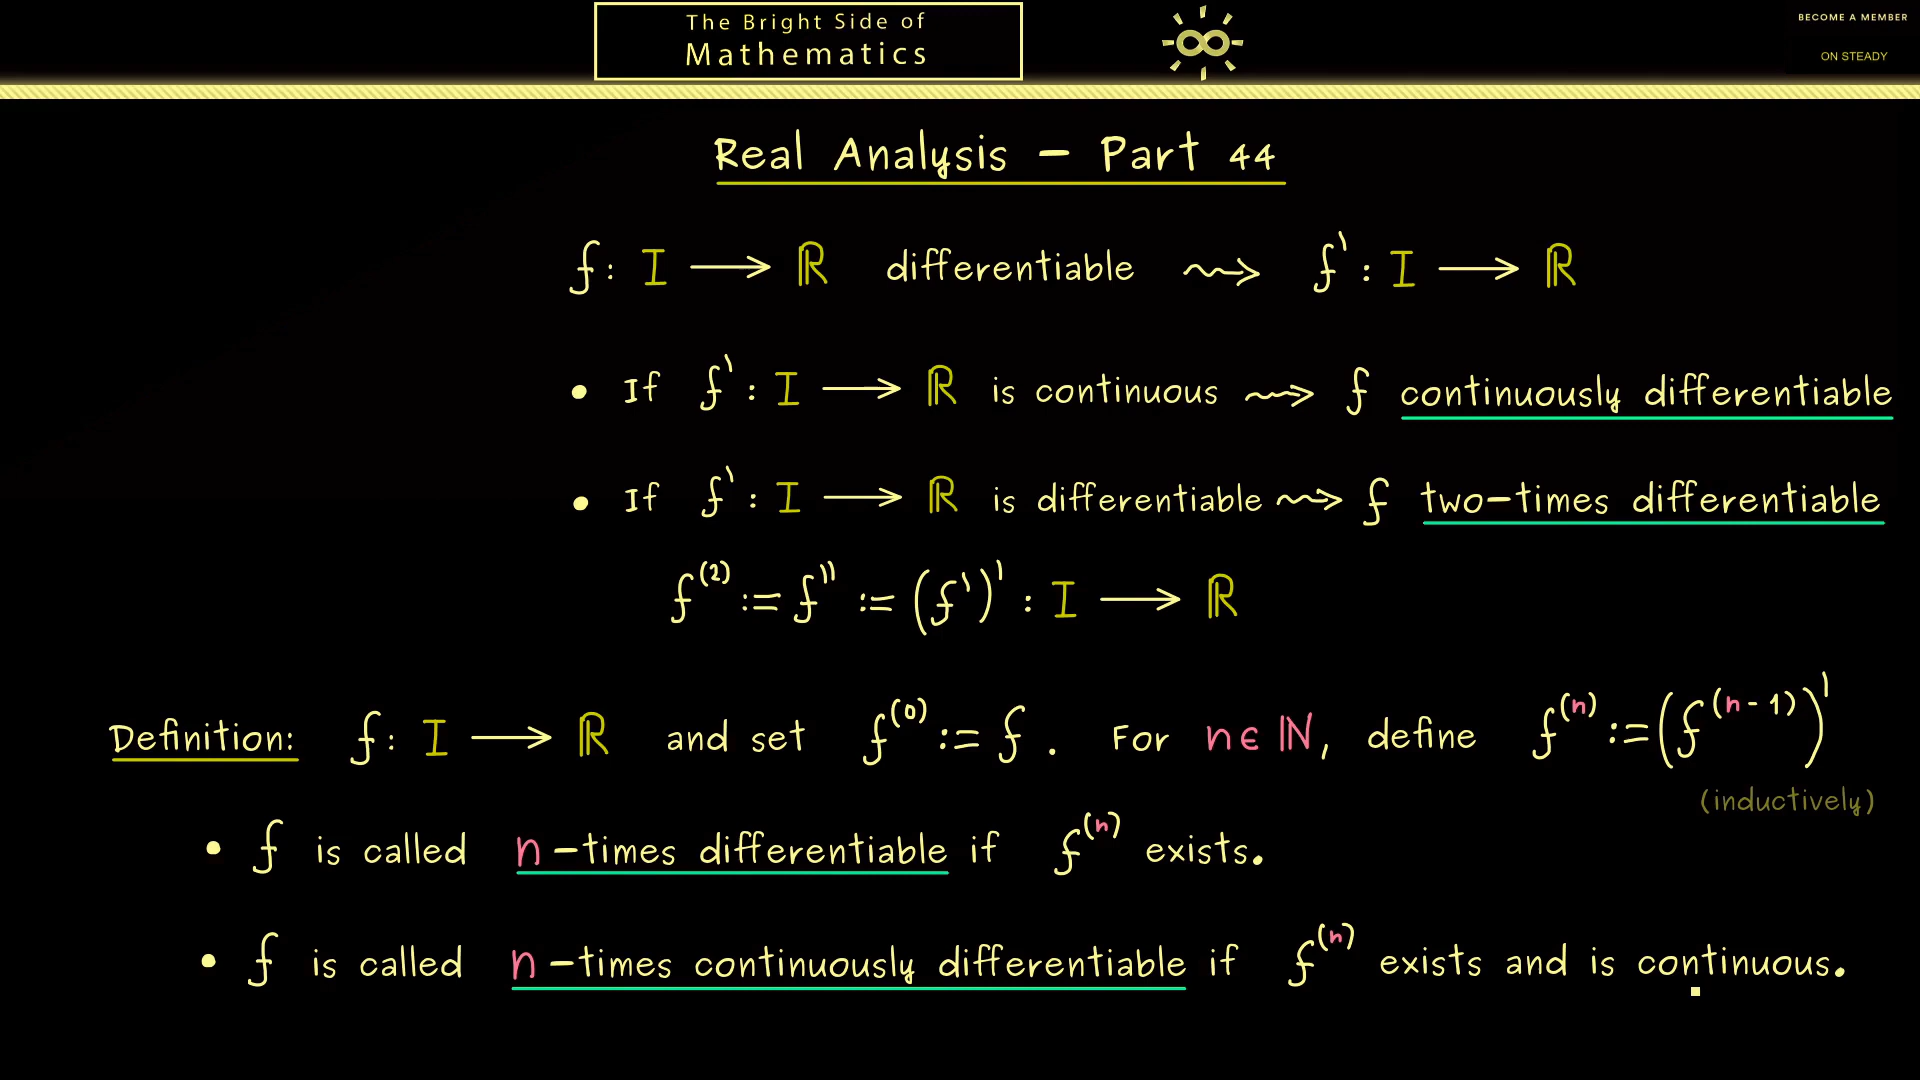 The Bright Side of
Mathematics
BECOME A MEMBER
ON STEADY
Real Analysis – Part 44
f: I ⟶ ℝ differentiable ⇝ f': I ⟶ ℝ
• If f': I ⟶ ℝ is continuous ⇝ f continuously differentiable
• If f': I ⟶ ℝ is differentiable ⇝ f two-times differentiable
f⁽²⁾ := f'' := (f')' : I ⟶ ℝ
Definition: f: I ⟶ ℝ and set f⁽⁰⁾ := f. For n ∈ ℕ, define f⁽ⁿ⁾ := (f⁽ⁿ⁻¹⁾)'
(inductively)
• f is called n-times differentiable if f⁽ⁿ⁾ exists.
• f is called n-times continuously differentiable if f⁽ⁿ⁾ exists and is continuous.